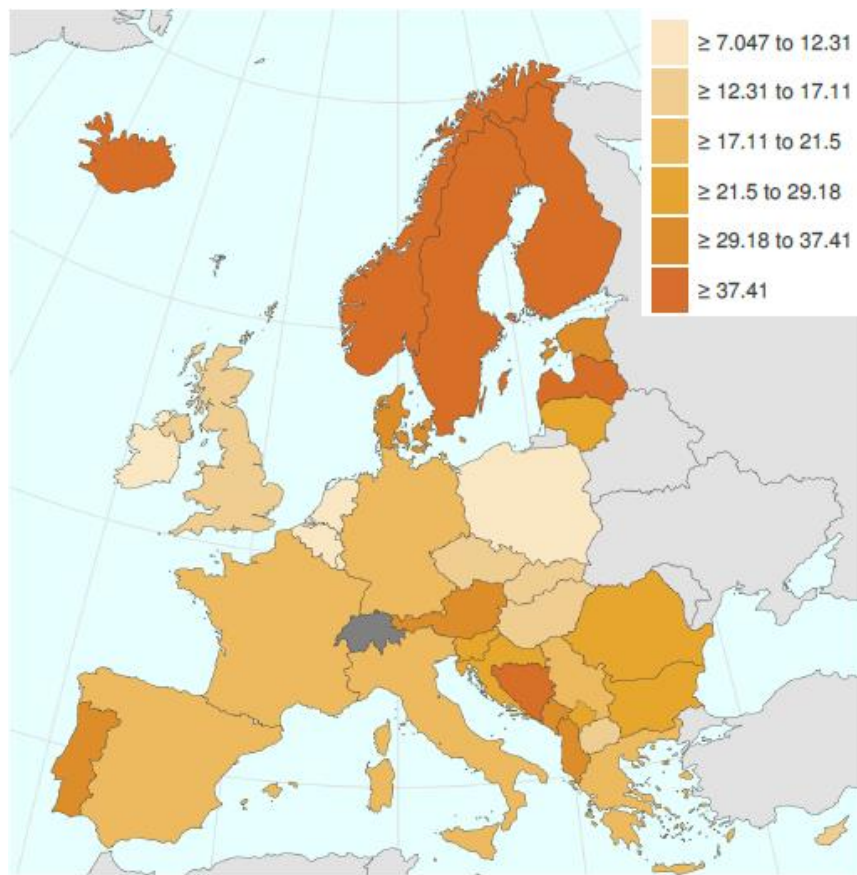 ≥ 7.047 to 12.31
≥ 12.31 to 17.11
≥ 17.11 to 21.5
≥ 21.5 to 29.18
≥ 29.18 to 37.41
≥ 37.41